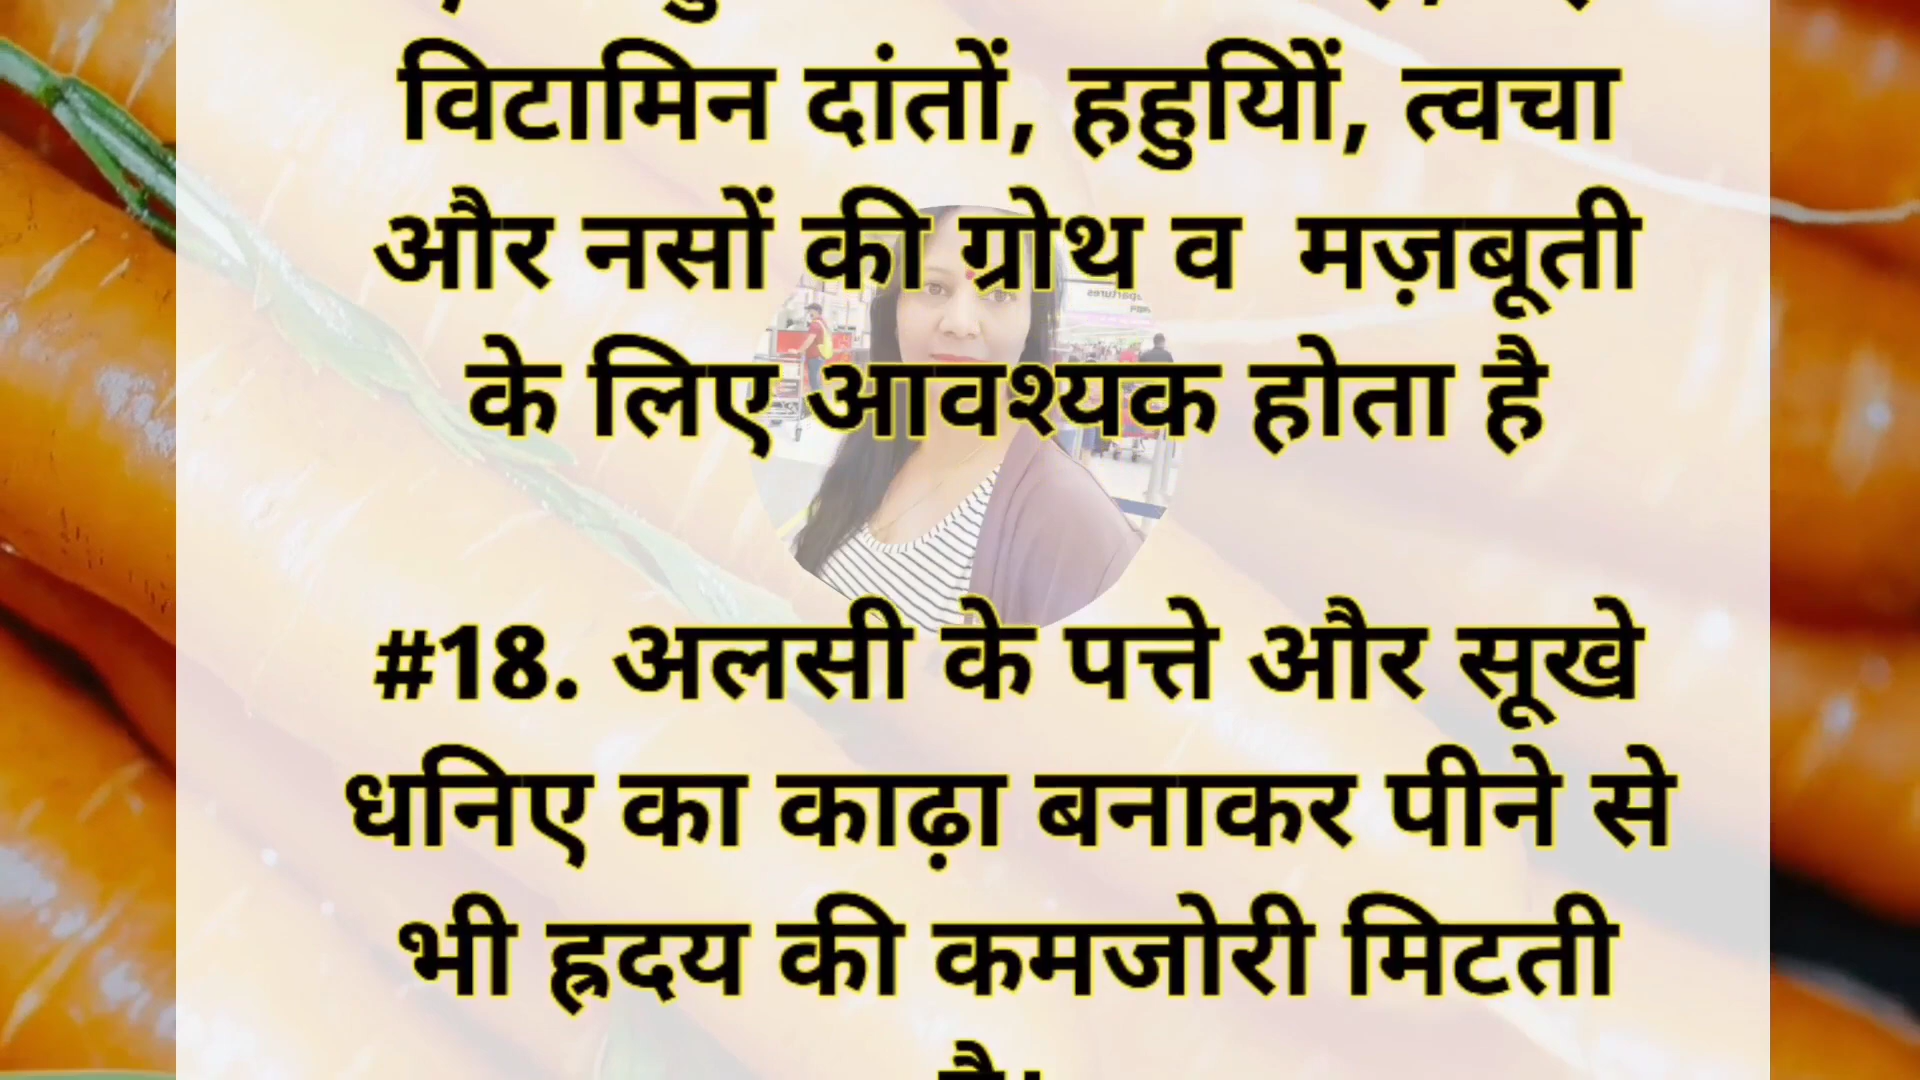 विटामिन दांतों, हहुयिों, त्वचा
और नसों की ग्रोथ व मज़बूती
के लिए आवश्यक होता है
#18. अलसी के पत्ते और सूखे
धनिए का काढ़ा बनाकर पीने से
भी ह्रदय की कमजोरी मिटती
है।